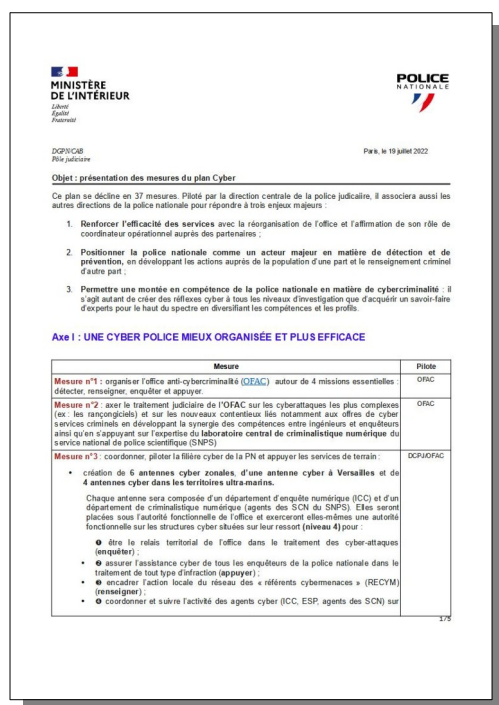 MINISTÈRE
DE L'INTÉRIEUR
Liberté
Égalité
Fraternité
POLICE
NATIONALE
DGPN/CAB
Pôle judiciaire
Paris, le 19 juillet 2022
Objet : présentation des mesures du plan Cyber
Ce plan se décline en 37 mesures. Piloté par la direction centrale de la police judiciaire, il associera aussi les
autres directions de la police nationale pour répondre à trois enjeux majeurs :
1. Renforcer l'efficacité des services avec la réorganisation de l'office et l'affirmation de son rôle de
coordinateur opérationnel auprès des partenaires ;
2. Positionner la police nationale comme un acteur majeur en matière de détection et de
prévention, en développant les actions auprès de la population d'une part et le renseignement criminel
d'autre part ;
3. Permettre une montée en compétence de la police nationale en matière de cybercriminalité : il
s'agit autant de créer des réflexes cyber à tous les niveaux d'investigation que d'acquérir un savoir-faire
d'experts pour le haut du spectre en diversifiant les compétences et les profils.
Axe I : UNE CYBER POLICE MIEUX ORGANISÉE ET PLUS EFFICACE
Mesure Pilote
Mesure n°1 : organiser l'office anti-cybercriminalité (OFAC) autour de 4 missions essentielles : OFAC
détecter, renseigner, enquêter et appuyer.
Mesure n°2 : axer le traitement judiciaire de l'OFAC sur les cyberattaques les plus complexes OFAC
(ex : les rançongiciels) et sur les nouveaux contentieux liés notamment aux offres de cyber
services criminels en développant la synergie des compétences entre ingénieurs et enquêteurs
ainsi qu'en s'appuyant sur l'expertise du laboratoire central de criminalistique numérique du
service national de police scientifique (SNPS)
Mesure n°3 : coordonner, piloter la filière cyber de la PN et appuyer les services de terrain : DCPJ/OFAC
• création de 6 antennes cyber zonales, d'une antenne cyber à Versailles et de
4 antennes cyber dans les territoires ultra-marins.
Chaque antenne sera composée d'un département d'enquête numérique (ICC) et d'un
département de criminalistique numérique (agents des SCN du SNPS). Elles seront
placées sous l'autorité fonctionnelle de l'office et exerceront elles-mêmes une autorité
fonctionnelle sur les structures cyber situées sur leur ressort (niveau 4) pour :
❶ être le relais territorial de l'office dans le traitement des cyber-attaques
(enquêter) ;
• ❷ assurer l'assistance cyber de tous les enquêteurs de la police nationale dans le
traitement de tout type d'infraction (appuyer) ;
• ❸ encadrer l'action locale du réseau des « référents cybermenaces » (RECYM)
(renseigner) ;
• ❹ coordonner et suivre l'activité des agents cyber (ICC, ESP, agents des SCN) sur
1/5